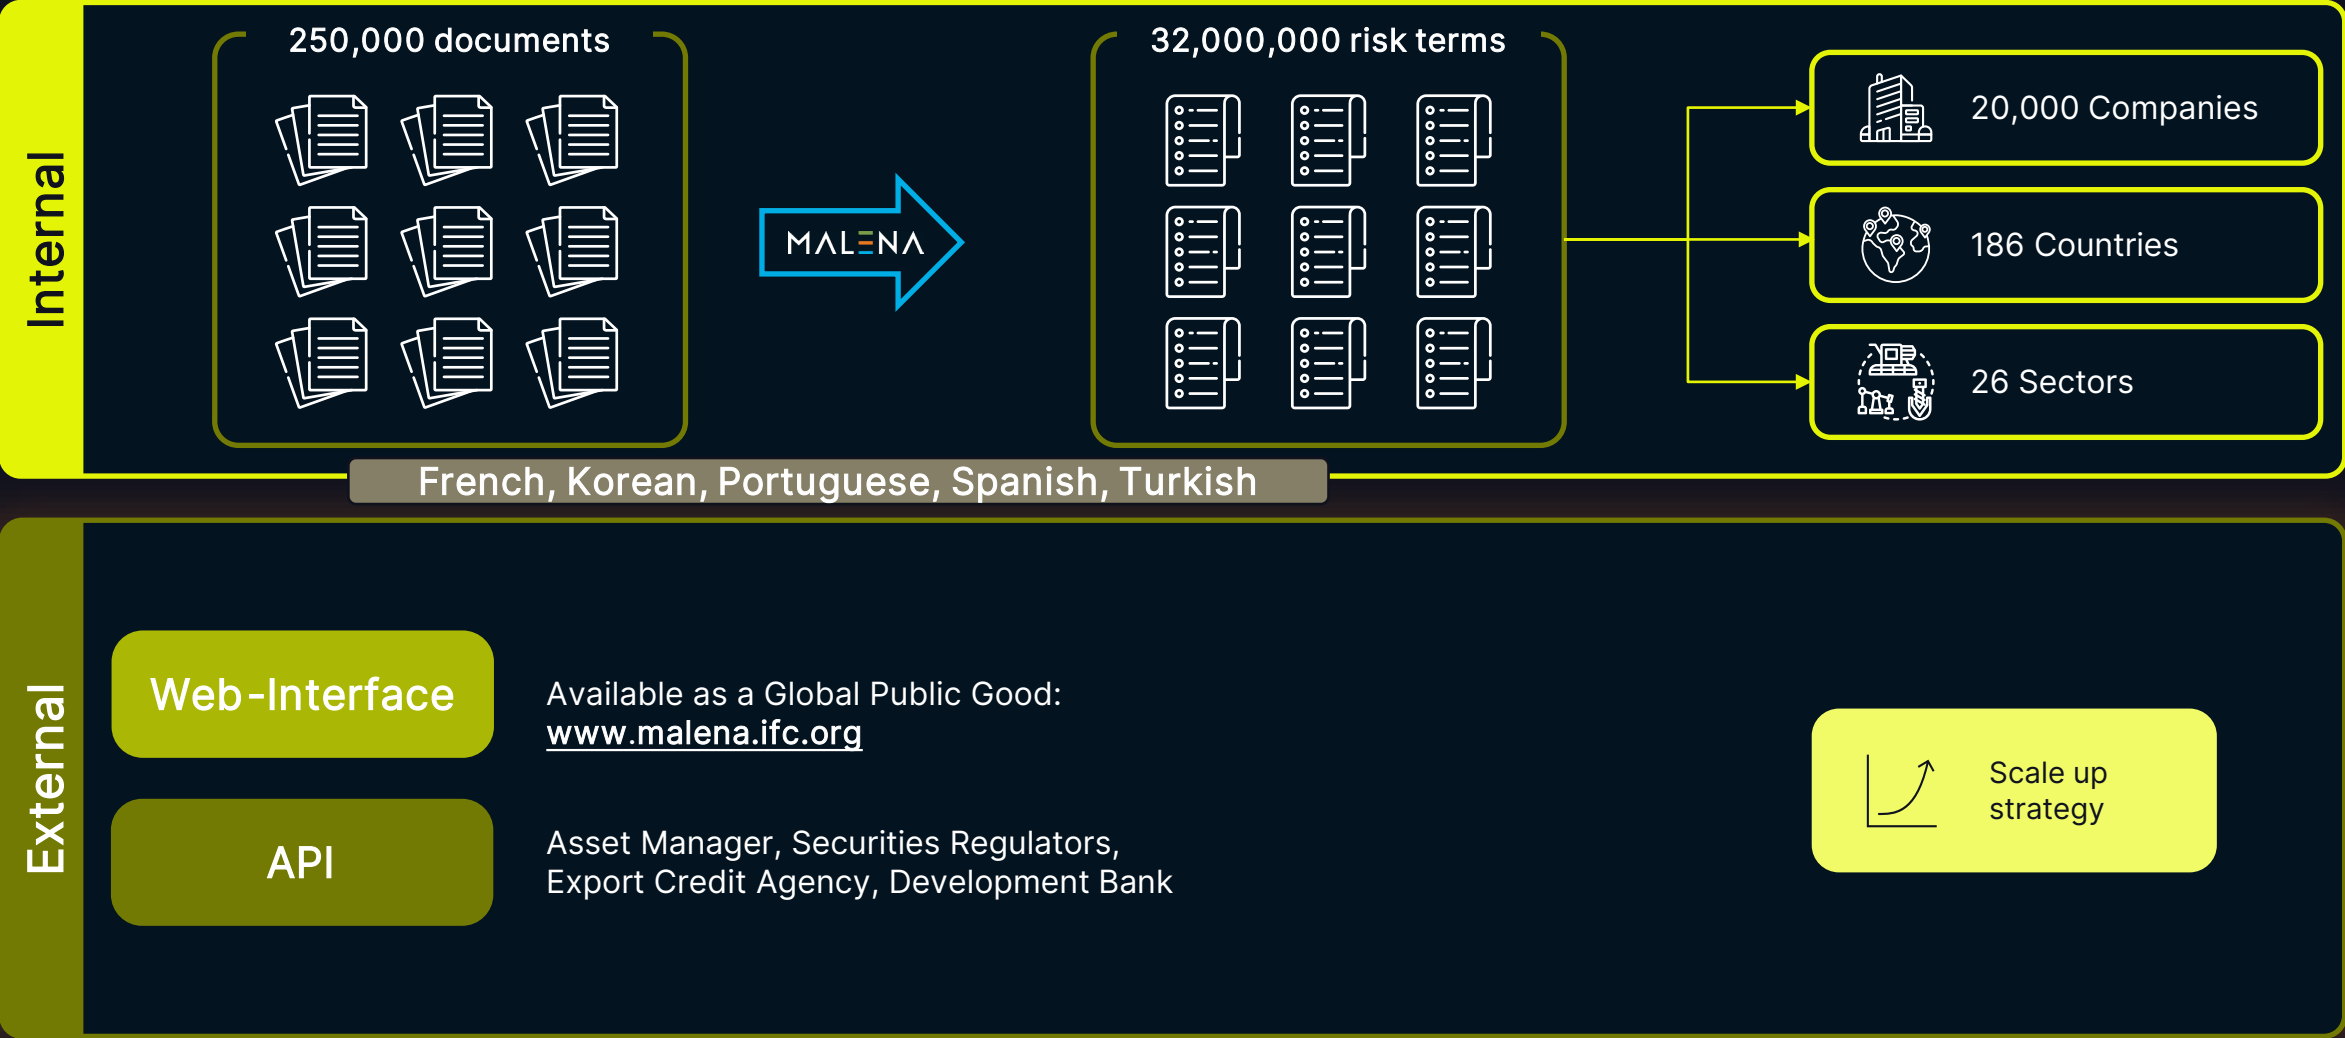 Internal
250,000 documents
MALENA
32,000,000 risk terms
20,000 Companies
186 Countries
26 Sectors
French, Korean, Portuguese, Spanish, Turkish
External
Web-Interface
Available as a Global Public Good:
www.malena.ifc.org
API
Asset Manager, Securities Regulators,
Export Credit Agency, Development Bank
Scale up
strategy